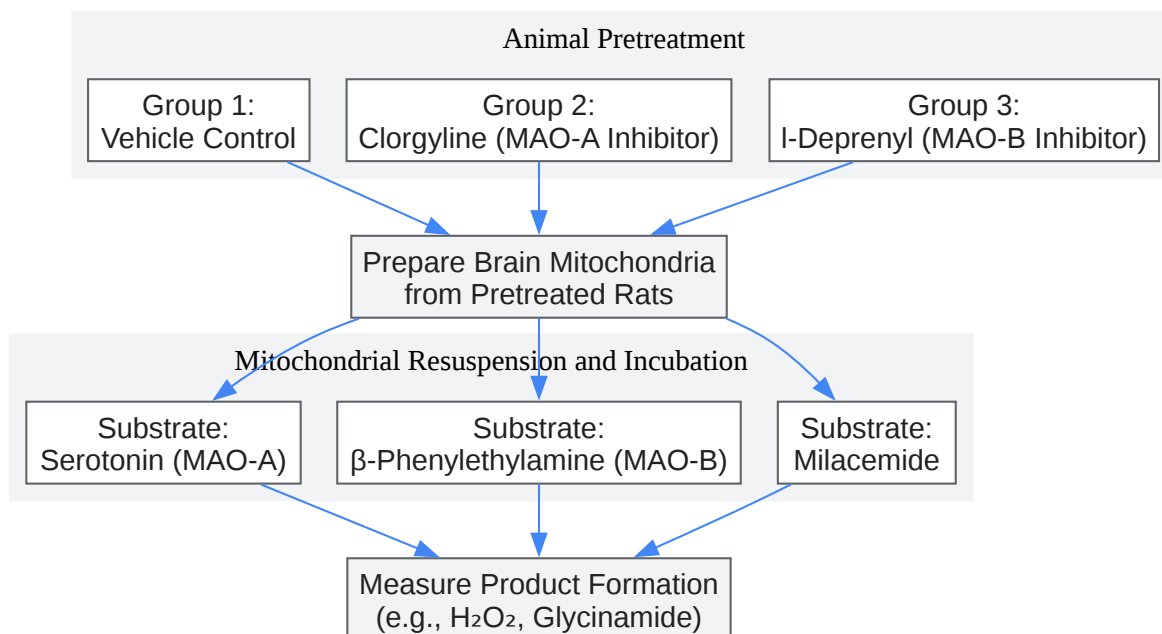 Animal Pretreatment
Group 1:
Vehicle Control
Group 2:
Clorgyline (MAO-A Inhibitor)
Group 3:
l-Deprenyl (MAO-B Inhibitor)
Prepare Brain Mitochondria
from Pretreated Rats
Mitochondrial Resuspension and Incubation
Substrate:
Serotonin (MAO-A)
Substrate:
β-Phenylethylamine (MAO-B)
Substrate:
Milacemide
Measure Product Formation
(e.g., H₂O₂, Glycinamide)